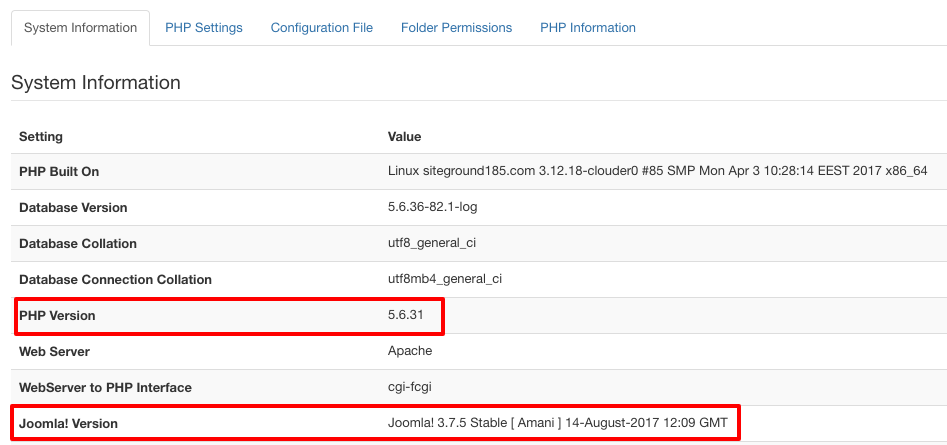 System Information PHP Settings Configuration File Folder Permissions PHP Information
System Information
Setting Value
PHP Built On Linux siteground185.com 3.12.18-clouder0 #85 SMP Mon Apr 3 10:28:14 EEST 2017 x86_64
Database Version 5.6.36-82.1-log
Database Collation utf8_general_ci
Database Connection Collation utf8mb4_general_ci
PHP Version 5.6.31
Web Server Apache
WebServer to PHP Interface cgi-fcgi
Joomla! Version Joomla! 3.7.5 Stable [ Amani ] 14-August-2017 12:09 GMT